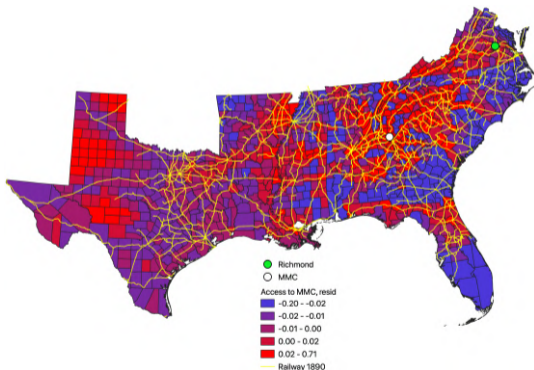 Richmond
MMC
Access to MMC, resid
-0.20 - -0.02
-0.02 - -0.01
-0.01 - 0.00
0.00 - 0.02
0.02 - 0.71
Railway 1890